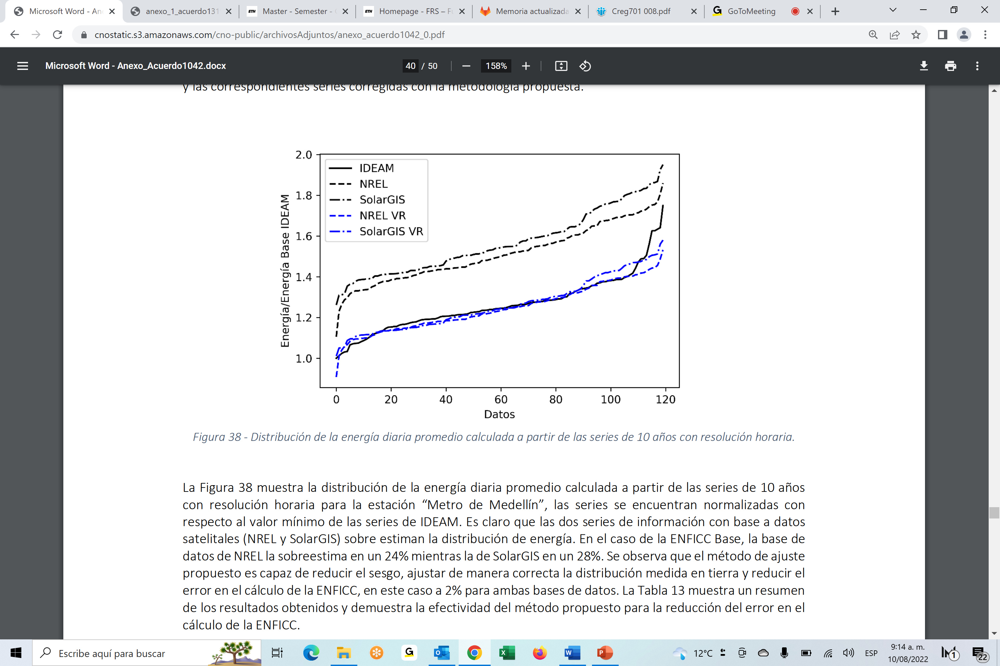 Microsoft Word - An
anexo_1_acuerdo131
ETH Master - Semester -
ETH Homepage - FRS – Fu
Memoria actualizada
Creg701 008.pdf
G GoToMeeting
cnostatic.s3.amazonaws.com/cno-public/archivosAdjuntos/anexo_acuerdo1042_0.pdf
Microsoft Word - Anexo_Acuerdo1042.docx
40 / 50
158%
y las correspondientes series corregidas con la metodología propuesta.
2.0
1.8
1.6
1.4
1.2
1.0
Energía/Energía Base IDEAM
IDEAM
NREL
SolarGIS
NREL VR
SolarGIS VR
0 20 40 60 80 100 120
Datos
Figura 38 - Distribución de la energía diaria promedio calculada a partir de las series de 10 años con resolución horaria.
La Figura 38 muestra la distribución de la energía diaria promedio calculada a partir de las series de 10 años
con resolución horaria para la estación “Metro de Medellín”, las series se encuentran normalizadas con
respecto al valor mínimo de las series de IDEAM. Es claro que las dos series de información con base a datos
satelitales (NREL y SolarGIS) sobre estiman la distribución de energía. En el caso de la ENFICC Base, la base de
datos de NREL la sobreestima en un 24% mientras la de SolarGIS en un 28%. Se observa que el método de ajuste
propuesto es capaz de reducir el sesgo, ajustar de manera correcta la distribución medida en tierra y reducir el
error en el cálculo de la ENFICC, en este caso a 2% para ambas bases de datos. La Tabla 13 muestra un resumen
de los resultados obtenidos y demuestra la efectividad del método propuesto para la reducción del error en el
cálculo de la ENFICC.
Escribe aquí para buscar
12°C
ESP
9:14 a. m.
10/08/2022
1
22